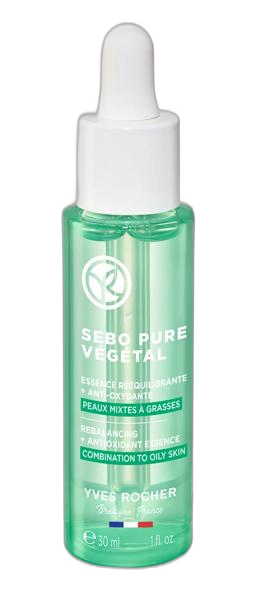 SEBO PURE
VÉGÉTAL
ESSENCE RÉÉQUILIBRANTE
+ ANTI-OXYDANTE
PEAUX MIXTES À GRASSES
REBALANCING
+ ANTIOXIDANT ESSENCE
COMBINATION TO OILY SKIN
YVES ROCHER
Bretagne, France
℮ 30 ml 1 fl. oz.